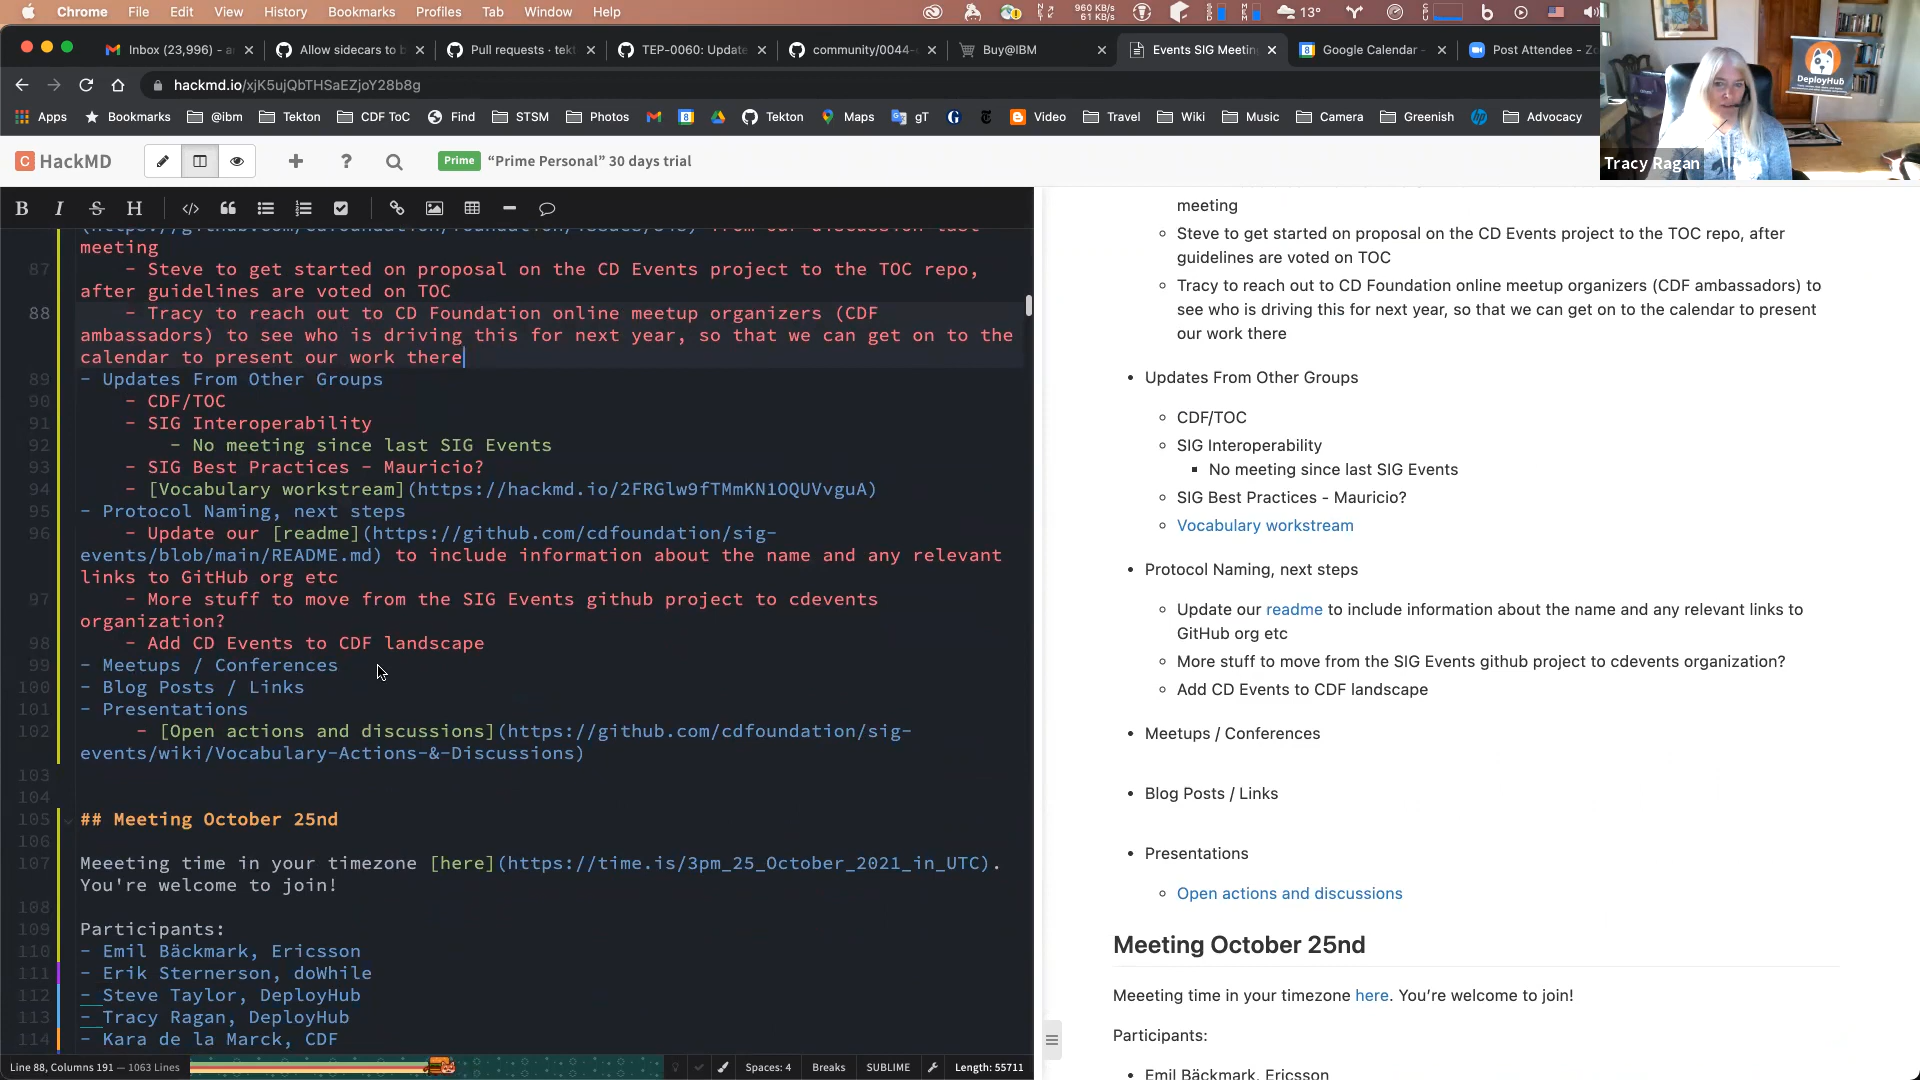 Chrome File Edit View History Bookmarks Profiles Tab Window Help
960 KB/s
61 KB/s
13°
Inbox (23,996) - a
Allow sidecars to b
Pull requests · tekt
TEP-0060: Update
community/0044-
Buy@IBM
Events SIG Meetin
Google Calendar -
Post Attendee - Zo
hackmd.io/xjK5ujQbTHSaEZjoY28b8g
Apps Bookmarks @ibm Tekton CDF ToC Find STSM Photos Tekton Maps gT Video Travel Wiki Music Camera Greenish Advocacy
DeployHub
Tracy Ragan
HackMD
Prime "Prime Personal" 30 days trial
meeting
87 - Steve to get started on proposal on the CD Events project to the TOC repo,
after guidelines are voted on TOC
88 - Tracy to reach out to CD Foundation online meetup organizers (CDF
ambassadors) to see who is driving this for next year, so that we can get on to the
calendar to present our work there
89 - Updates From Other Groups
90 - CDF/TOC
91 - SIG Interoperability
92 - No meeting since last SIG Events
93 - SIG Best Practices - Mauricio?
94 - [Vocabulary workstream](https://hackmd.io/2FRGlw9fTMmKN1OQUVvguA)
95 - Protocol Naming, next steps
96 - Update our [readme](https://github.com/cdfoundation/sig-
events/blob/main/README.md) to include information about the name and any relevant
links to GitHub org etc
97 - More stuff to move from the SIG Events github project to cdevents
organization?
98 - Add CD Events to CDF landscape
99 - Meetups / Conferences
100 - Blog Posts / Links
101 - Presentations
102 - [Open actions and discussions](https://github.com/cdfoundation/sig-
events/wiki/Vocabulary-Actions-&-Discussions)
103
104
105 ## Meeting October 25nd
106
107 Meeeting time in your timezone [here](https://time.is/3pm_25_October_2021_in_UTC).
You're welcome to join!
108
109 Participants:
110 - Emil Bäckmark, Ericsson
111 - Erik Sternerson, doWhile
112 - Steve Taylor, DeployHub
113 - Tracy Ragan, DeployHub
114 - Kara de la Marck, CDF
Line 88, Columns 191 — 1063 Lines
Spaces: 4 Breaks SUBLIME Length: 55711
meeting
Steve to get started on proposal on the CD Events project to the TOC repo, after
guidelines are voted on TOC
Tracy to reach out to CD Foundation online meetup organizers (CDF ambassadors) to
see who is driving this for next year, so that we can get on to the calendar to present
our work there
Updates From Other Groups
CDF/TOC
SIG Interoperability
No meeting since last SIG Events
SIG Best Practices - Mauricio?
Vocabulary workstream
Protocol Naming, next steps
Update our readme to include information about the name and any relevant links to
GitHub org etc
More stuff to move from the SIG Events github project to cdevents organization?
Add CD Events to CDF landscape
Meetups / Conferences
Blog Posts / Links
Presentations
Open actions and discussions
Meeting October 25nd
Meeeting time in your timezone here. You're welcome to join!
Participants:
Emil Bäckmark, Ericsson